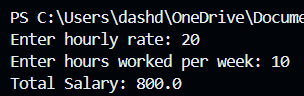 PS C:\Users\dashd\OneDrive\Docume
Enter hourly rate: 20
Enter hours worked per week: 10
Total Salary: 800.0